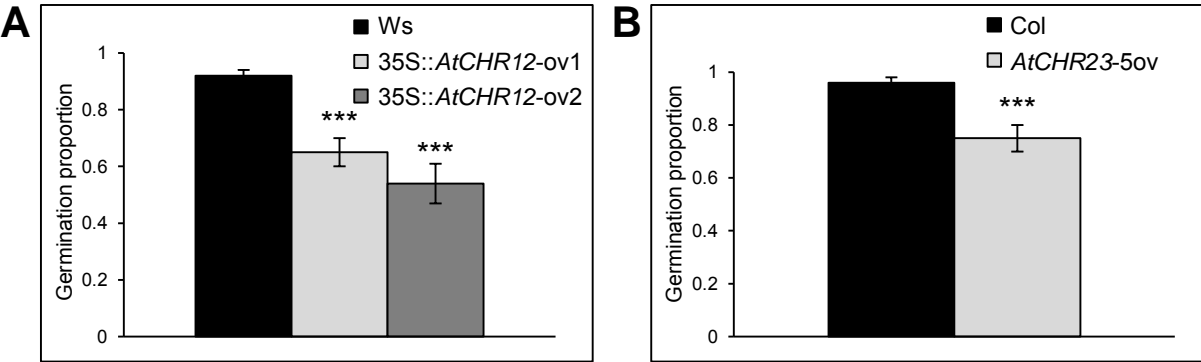 A
Ws
35S::AtCHR12-ov1
35S::AtCHR12-ov2
Germination proportion
1
0.8
0.6
0.4
0.2
0
***
***
B
Col
AtCHR23-5ov
Germination proportion
1
0.8
0.6
0.4
0.2
0
***